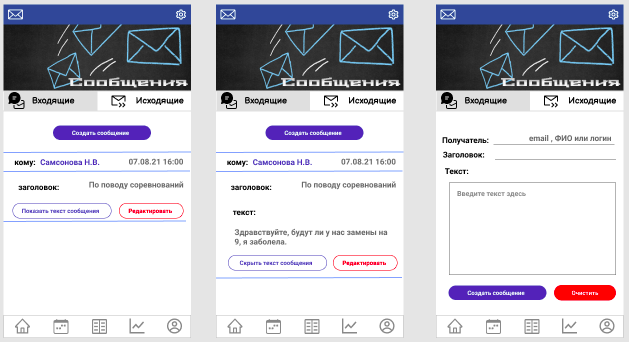 Сообщения
Входящие
Исходящие
Создать сообщение
кому: Самсонова Н.В. 07.08.21 16:00
заголовок: По поводу соревнований
Показать текст сообщения
Редактировать
Сообщения
Входящие
Исходящие
Создать сообщение
кому: Самсонова Н.В. 07.08.21 16:00
заголовок: По поводу соревнований
текст:
Здравствуйте, будут ли у нас замены на
9, я заболела.
Скрыть текст сообщения
Редактировать
Сообщения
Входящие
Исходящие
Получатель: email , ФИО или логин
Заголовок:
Текст:
Введите текст здесь
Создать сообщение
Очистить